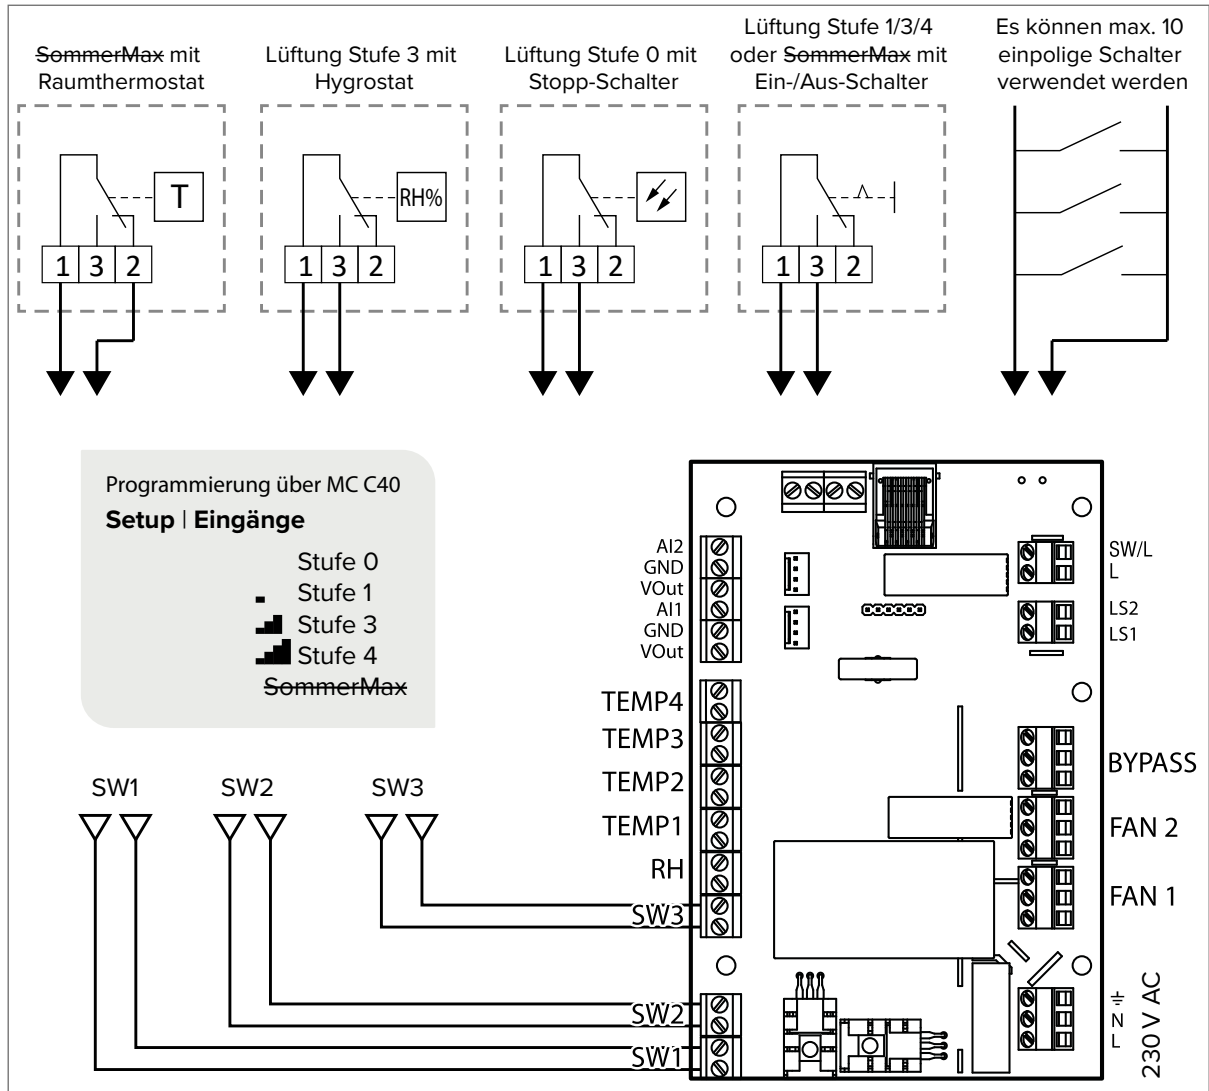 SommerMax mit
Raumthermostat
Lüftung Stufe 3 mit
Hygrostat
Lüftung Stufe 0 mit
Stopp-Schalter
Lüftung Stufe 1/3/4
oder SommerMax mit
Ein-/Aus-Schalter
Es können max. 10
einpolige Schalter
verwendet werden
T
RH%
1 3 2
1 3 2
1 3 2
1 3 2
Programmierung über MC C40
Setup | Eingänge
Stufe 0
Stufe 1
Stufe 3
Stufe 4
SommerMax
AI2
GND
VOut
AI1
GND
VOut
TEMP4
TEMP3
TEMP2
TEMP1
RH
SW3
SW2
SW1
SW1
SW2
SW3
SW/L
L
LS2
LS1
BYPASS
FAN 2
FAN 1
N
L
230 V AC